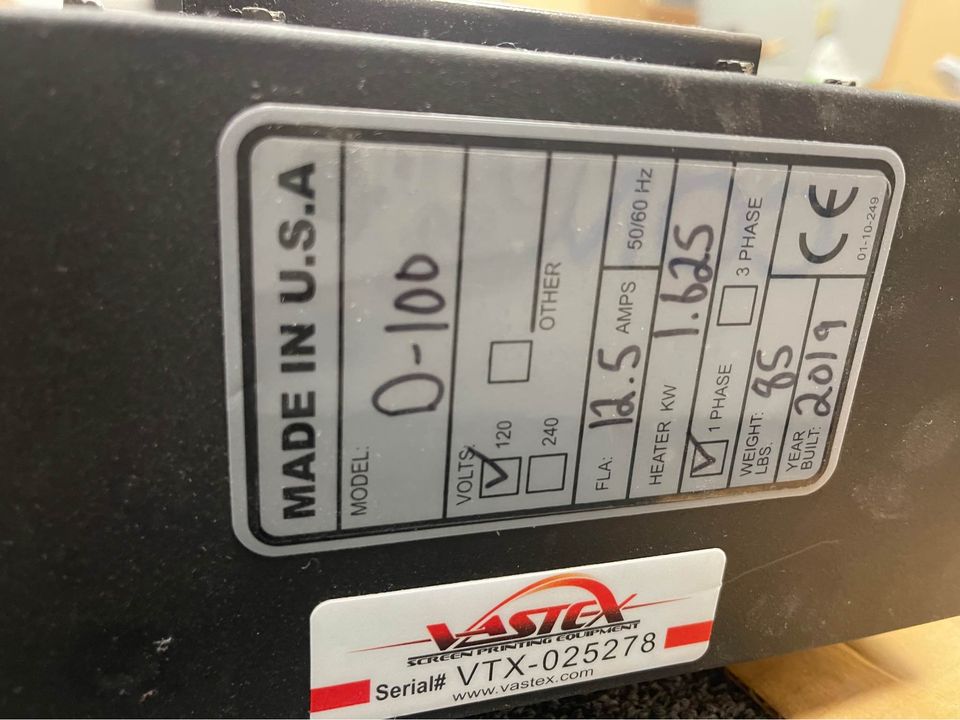 MADE IN U.S.A
MODEL: D-100
VOLTS: 120
240
OTHER
FLA: 12.5 AMPS 50/60 Hz
HEATER KW 1.625
1 PHASE 3 PHASE
WEIGHT: 85
LBS.
YEAR
BUILT: 2019
CE
01-10-249
VASTEX
SCREEN PRINTING EQUIPMENT
Serial# VTX-025278
www.vastex.com